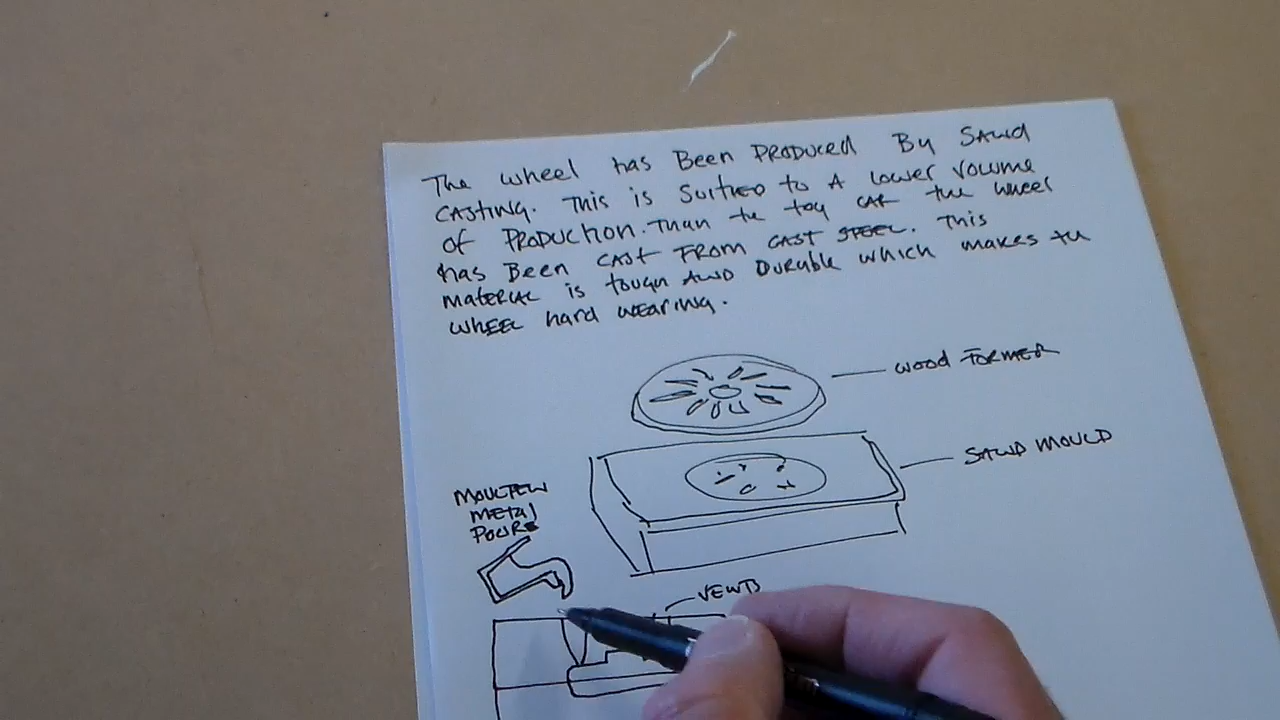 The wheel has Been PRODUCED By SAND
CASTING. This is suited to A lower volume
of PRODUCTION. Than the toy car the wheel
has Been CAST FROM CAST STEEL. This
MATERIAL is tough AND DURABLE which makes the
WHEEL hard WEARING.
WOOD FORMER
SAND MOULD
MOULTEN
METAL
POURE
VENTS